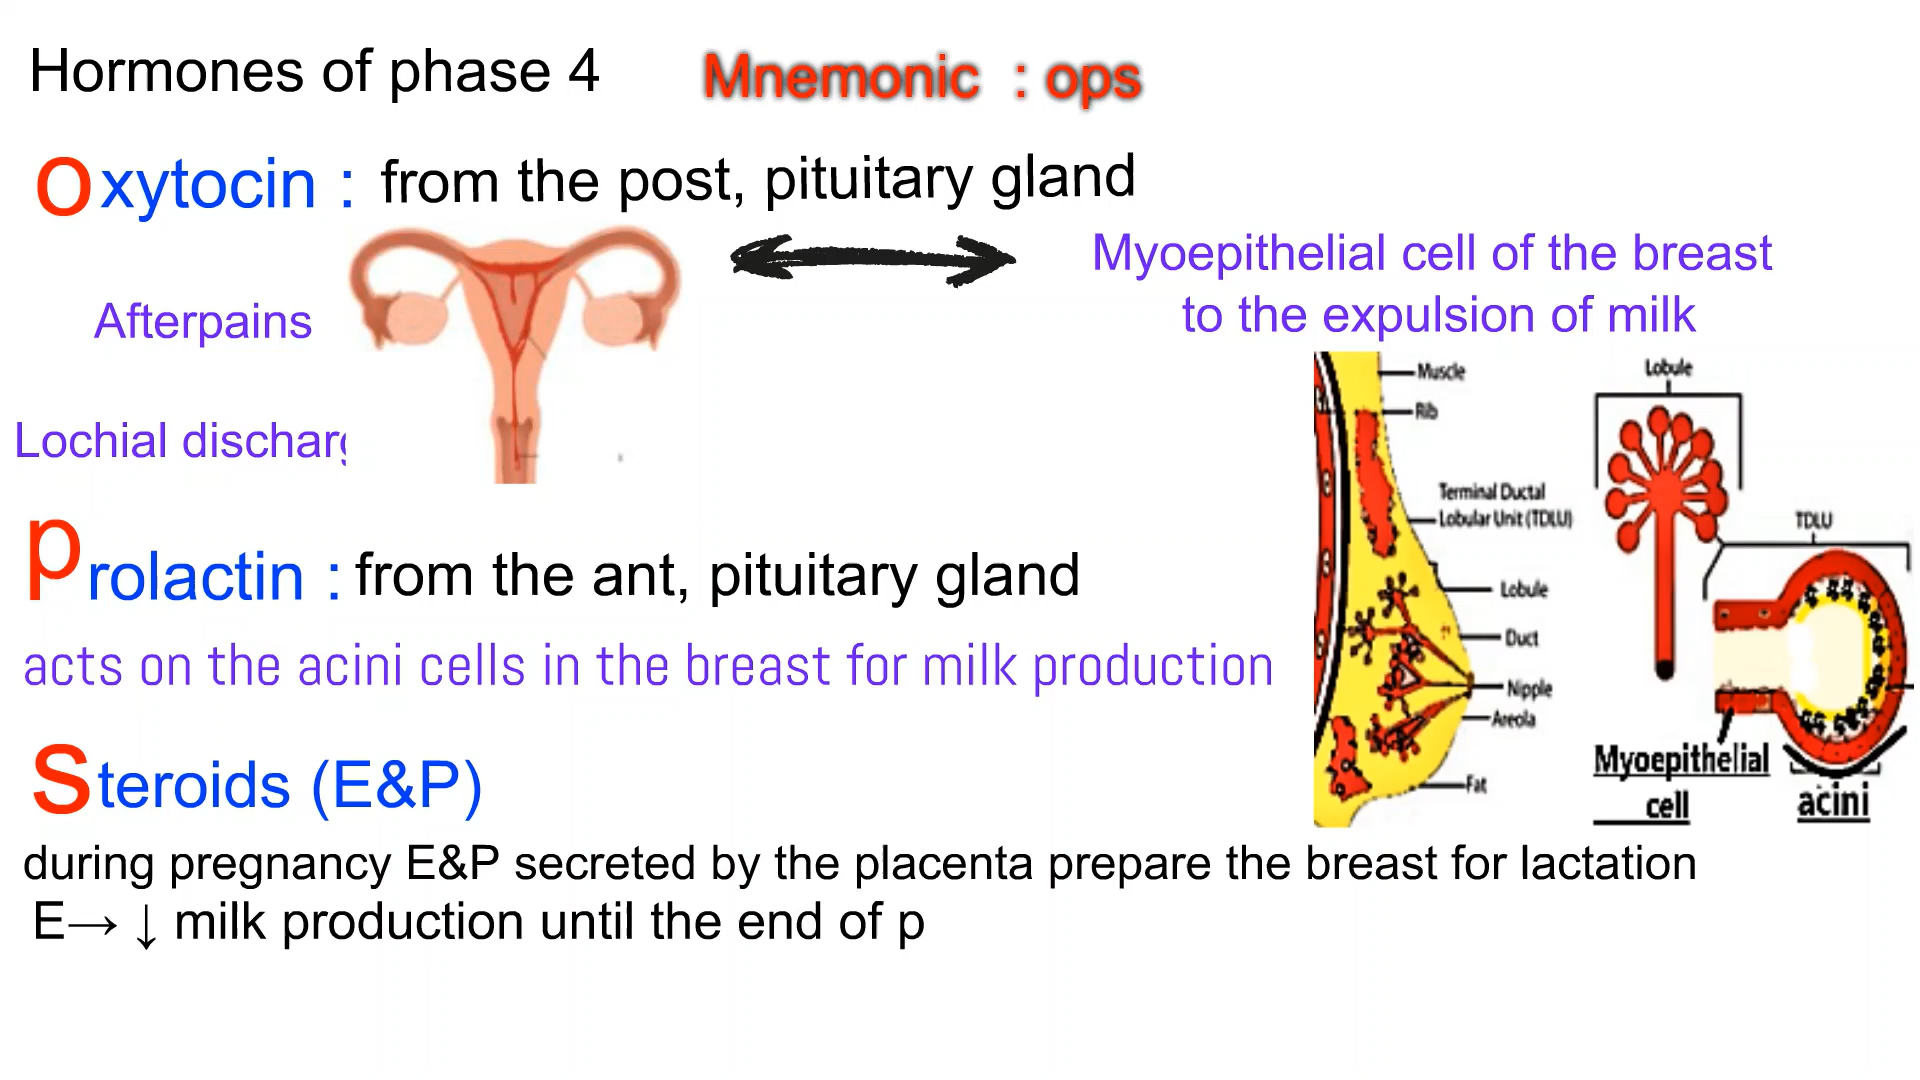 Hormones of phase 4 Mnemonic : ops
oxytocin : from the post, pituitary gland
Myoepithelial cell of the breast
to the expulsion of milk
Afterpains
Lochial discharg
prolactin : from the ant, pituitary gland
acts on the acini cells in the breast for milk production
steroids (E&P)
during pregnancy E&P secreted by the placenta prepare the breast for lactation
E→ ↓ milk production until the end of p
Muscle
Rib
Terminal Ductal
Lobular Unit (TDLU)
Lobule
Duct
Nipple
Areola
Fat
Lobule
TDLU
Myoepithelial
cell
acini